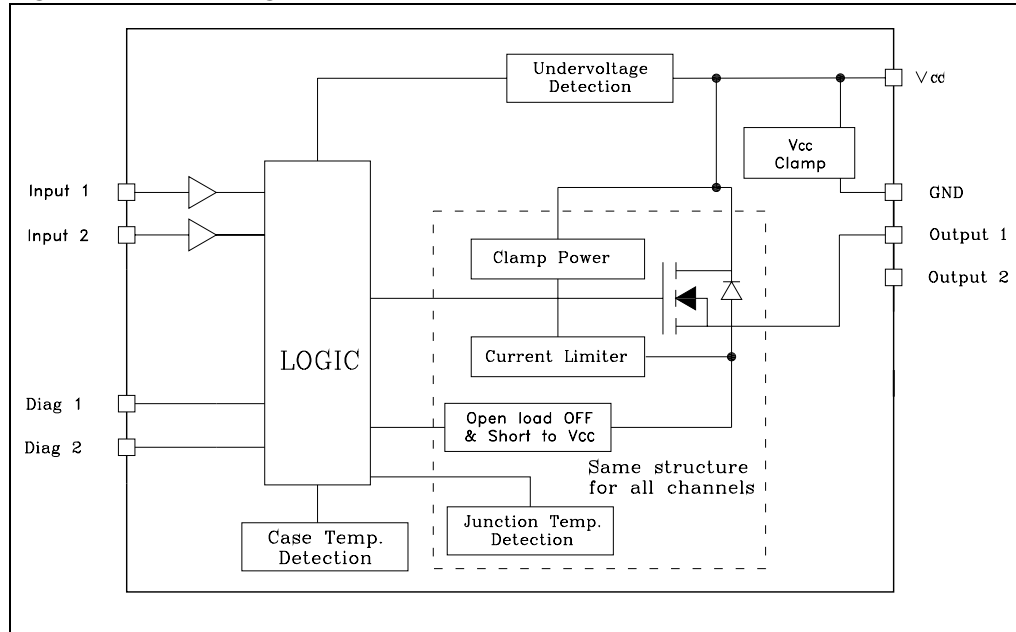 Undervoltage
Detection
Vcc
Vcc
Clamp
Input 1
GND
Input 2
Output 1
Clamp Power
Output 2
LOGIC
Current Limiter
Diag 1
Open load OFF
& Short to Vcc
Diag 2
Same structure
for all channels
Junction Temp.
Detection
Case Temp.
Detection